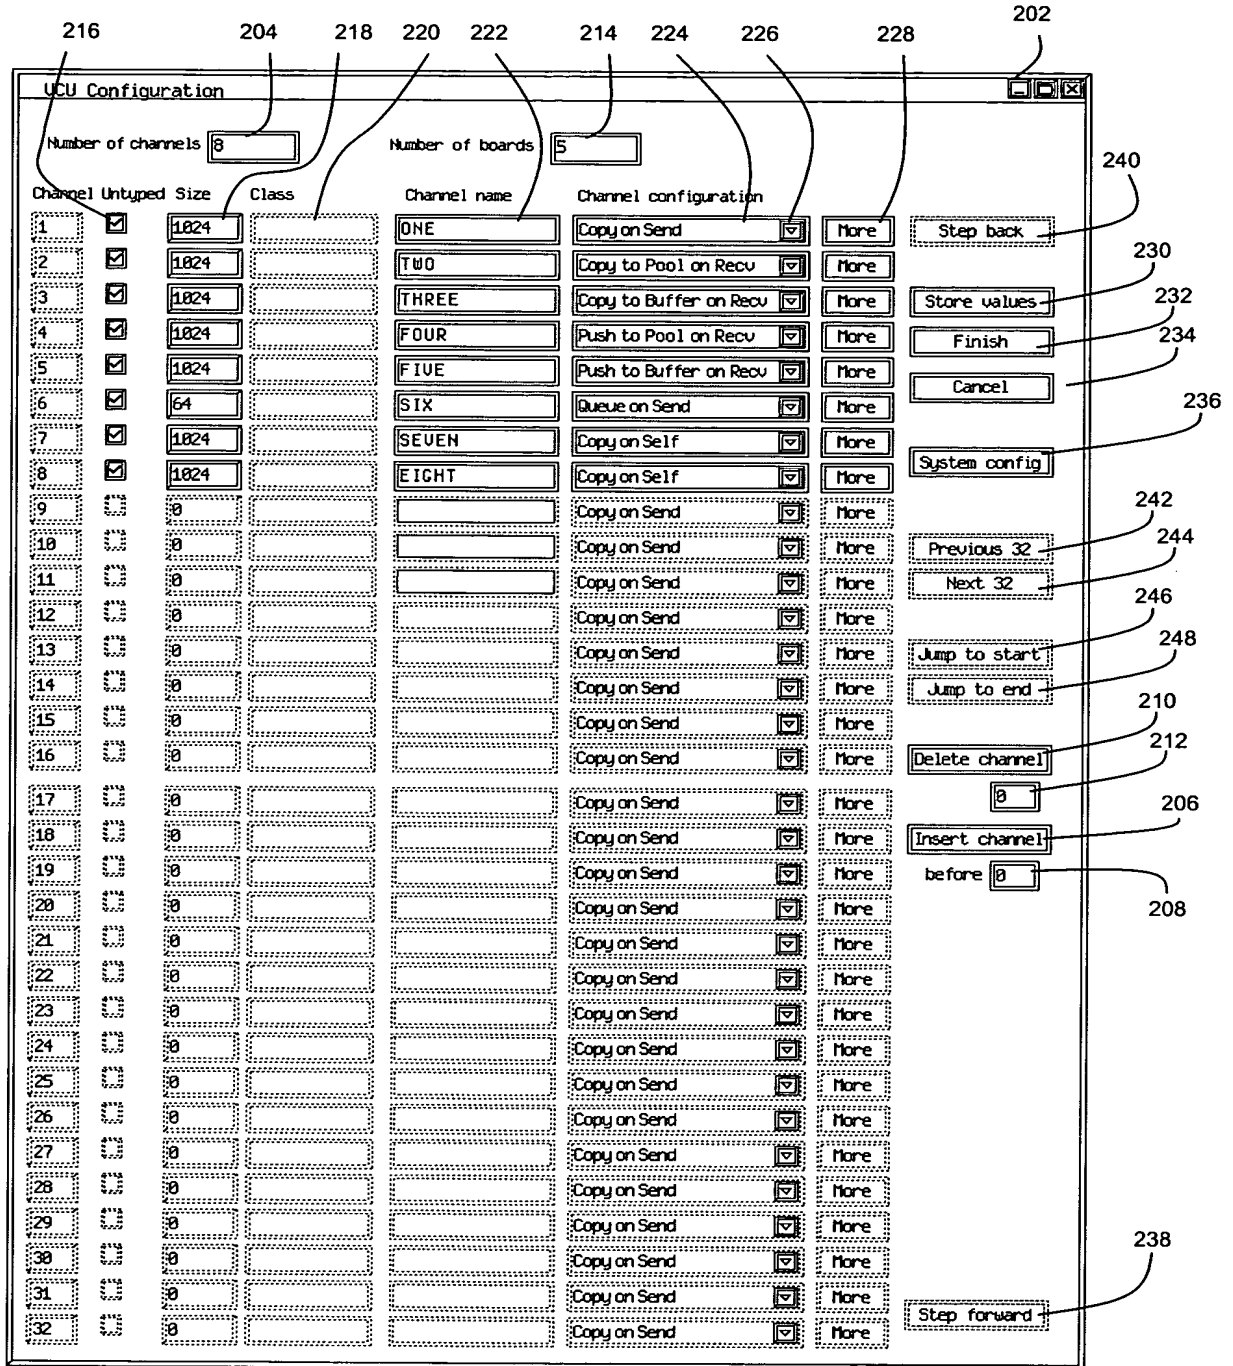 202
216 204 218 220 222 214 224 226 228
VCU Configuration
Number of channels 8 Number of boards 5
240
Channel Untyped Size Class Channel name Channel configuration
1 1024 ONE Copy on Send More Step back
230
2 1024 TWO Copy to Pool on Recv More
232
3 1024 THREE Copy to Buffer on Recv More Store values
4 1024 FOUR Push to Pool on Recv More Finish
234
5 1024 FIVE Push to Buffer on Recv More Cancel
6 64 SIX Queue on Send More
236
7 1024 SEVEN Copy on Self More
System config
8 1024 EIGHT Copy on Self More
9 0 Copy on Send More
242
10 0 Copy on Send More Previous 32
244
11 0 Copy on Send More Next 32
246
12 0 Copy on Send More
248
13 0 Copy on Send More Jump to start
14 0 Copy on Send More Jump to end
210
15 0 Copy on Send More
212
16 0 Copy on Send More Delete channel
17 0 Copy on Send More 0
206
18 0 Copy on Send More Insert channel
19 0 Copy on Send More before 0
20 0 Copy on Send More
208
21 0 Copy on Send More
22 0 Copy on Send More
23 0 Copy on Send More
24 0 Copy on Send More
25 0 Copy on Send More
26 0 Copy on Send More
27 0 Copy on Send More
28 0 Copy on Send More
29 0 Copy on Send More
238
30 0 Copy on Send More
31 0 Copy on Send More
Step forward
32 0 Copy on Send More